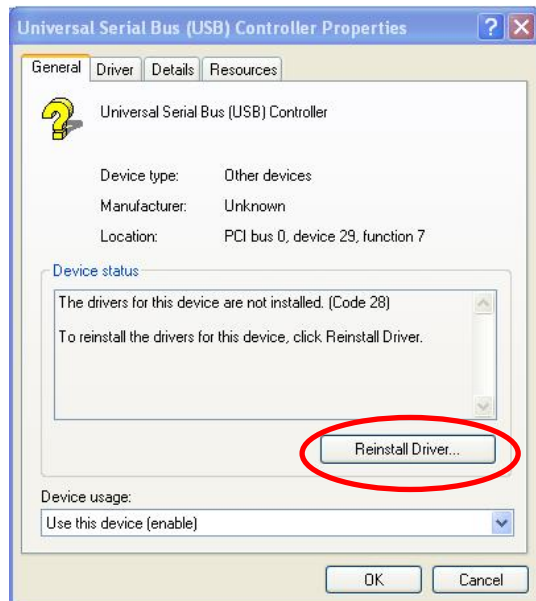 Universal Serial Bus (USB) Controller Properties
General Driver Details Resources
Universal Serial Bus (USB) Controller
Device type: Other devices
Manufacturer: Unknown
Location: PCI bus 0, device 29, function 7
Device status
The drivers for this device are not installed. (Code 28)
To reinstall the drivers for this device, click Reinstall Driver.
Reinstall Driver...
Device usage:
Use this device (enable)
OK Cancel